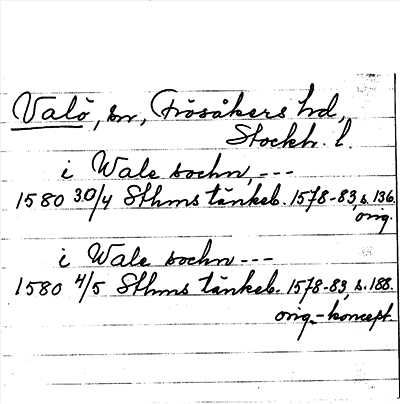 Valö, sn, Frösåkers hd,
Stockh. l.
i Wale sochn, ---
1580 30/4 Sthms tänkeb. 1578-83, s. 136.
orig.
i Wale sochn ---
1580 4/5 Sthms tänkeb. 1578-83, s. 188.
orig.-koncept.